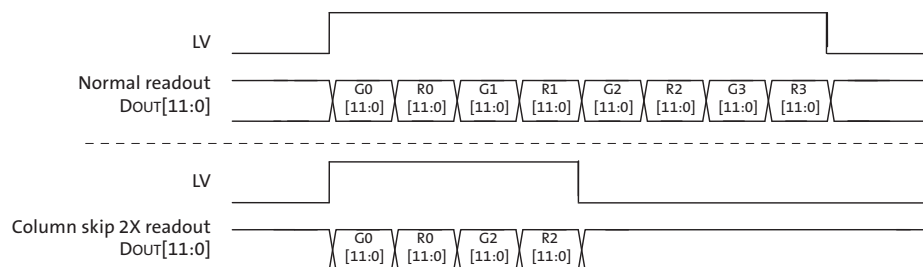 LV
Normal readout
DOUT[11:0]
G0 R0 G1 R1 G2 R2 G3 R3
[11:0] [11:0] [11:0] [11:0] [11:0] [11:0] [11:0] [11:0]
LV
Column skip 2X readout
DOUT[11:0]
G0 R0 G2 R2
[11:0] [11:0] [11:0] [11:0]